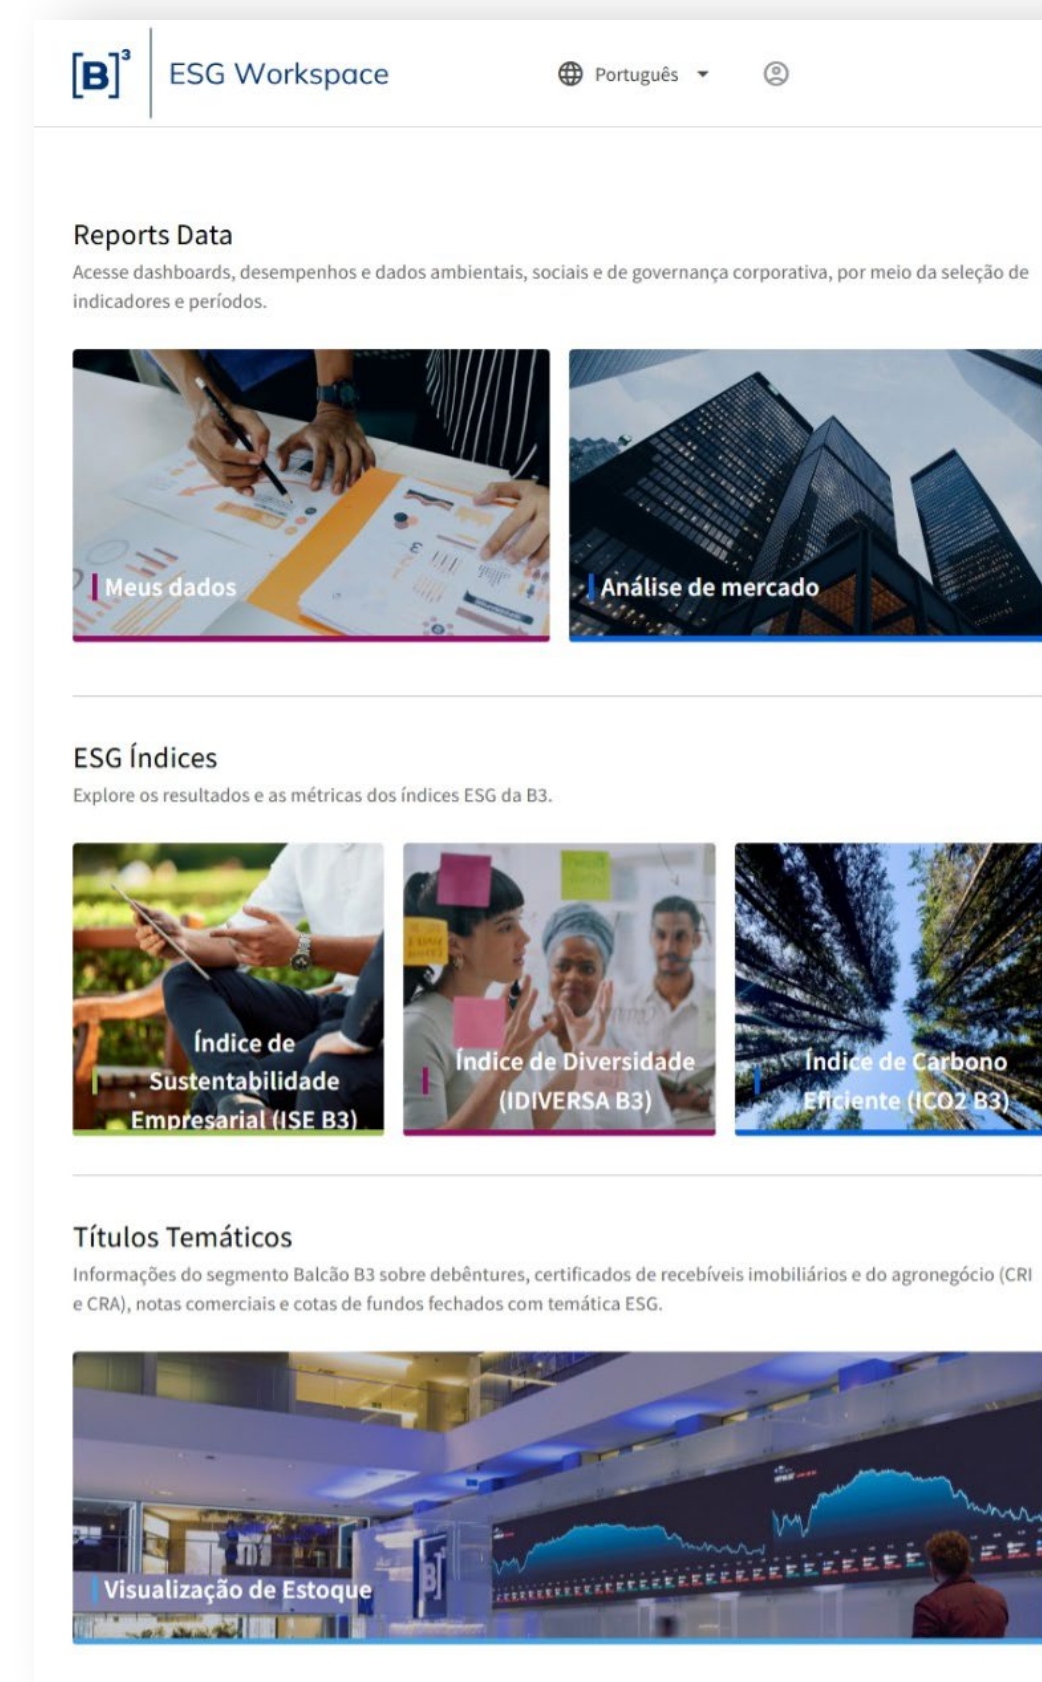 [B]³
ESG Workspace
Português
Reports Data
Acesse dashboards, desempenhos e dados ambientais, sociais e de governança corporativa, por meio da seleção de
indicadores e períodos.
Meus dados
Análise de mercado
ESG Índices
Explore os resultados e as métricas dos índices ESG da B3.
Índice de
Sustentabilidade
Empresarial (ISE B3)
Índice de Diversidade
(IDIVERSA B3)
Índice de Carbono
Eficiente (ICO2 B3)
Títulos Temáticos
Informações do segmento Balcão B3 sobre debêntures, certificados de recebíveis imobiliários e do agronegócio (CRI
e CRA), notas comerciais e cotas de fundos fechados com temática ESG.
Visualização de Estoque
[B]